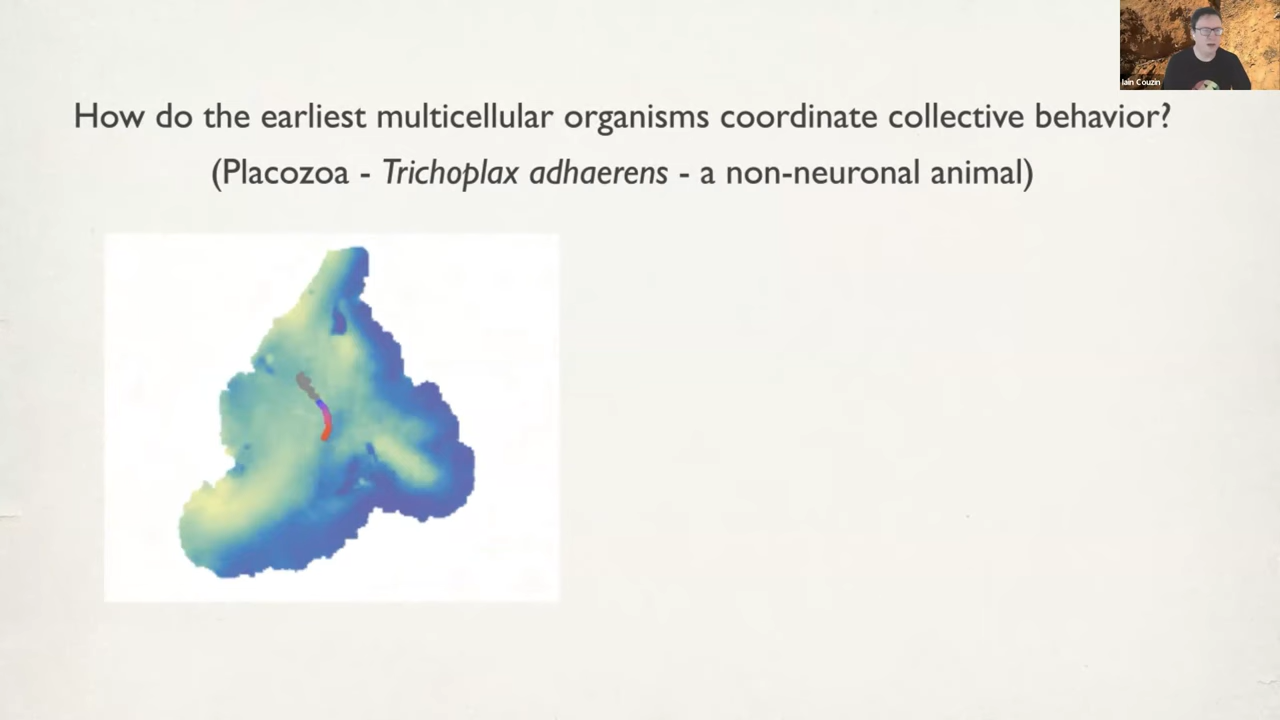 Iain Couzin
How do the earliest multicellular organisms coordinate collective behavior?
(Placozoa - Trichoplax adhaerens - a non-neuronal animal)